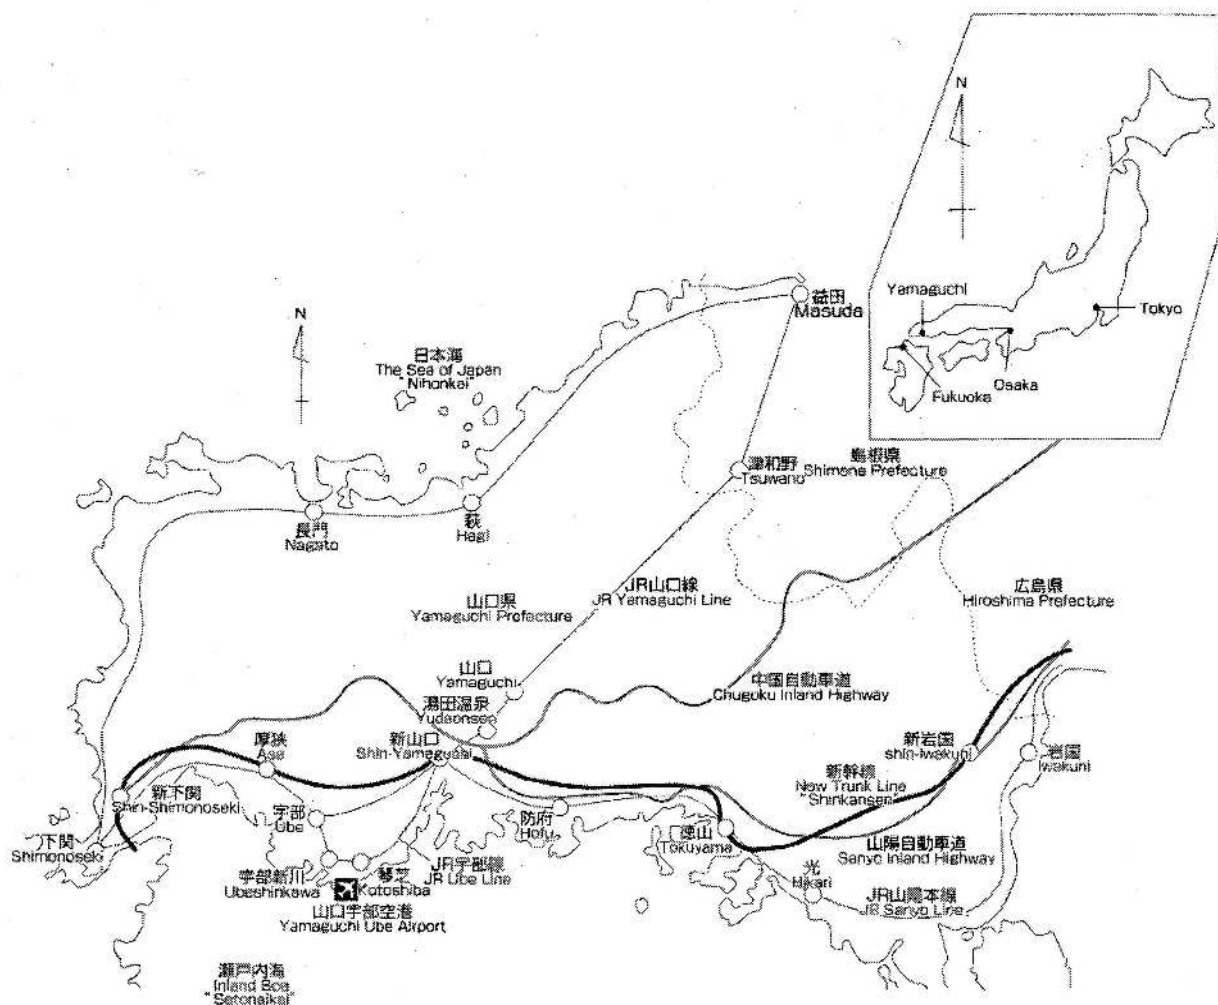 N
Yamaguchi
Tokyo
Osaka
Fukuoka
N
日本海
The Sea of Japan
"Nihonkai"
益田
Masuda
津和野
Tsuwano
島根県
Shimane Prefecture
長門
Nagato
萩
Hagi
山口県
Yamaguchi Prefecture
JR山口線
JR Yamaguchi Line
広島県
Hiroshima Prefecture
山口
Yamaguchi
湯田温泉
Yudaonsen
中国自動車道
Chugoku Inland Highway
厚狭
Asa
新山口
Shin-Yamaguchi
新岩国
shin-Iwakuni
岩国
Iwakuni
新下関
Shin-Shimonoseki
新幹線
New Trunk Line
"Shinkansen"
宇部
Ube
防府
Hofu
徳山
Tokuyama
下関
Shimonoseki
山陽自動車道
Sanyo Inland Highway
宇部新川
Ubeshinkawa
琴芝
Kotoshiba
JR宇部線
JR Ube Line
光
Hikari
JR山陽本線
JR Sanyo Line
山口宇部空港
Yamaguchi Ube Airport
瀬戸内海
Inland Sea
"Setonaikai"